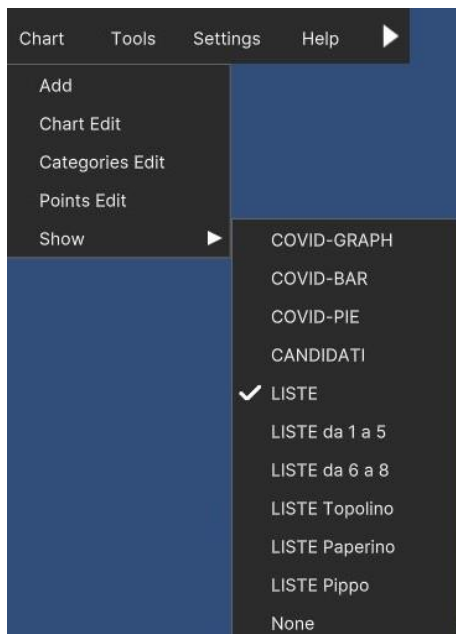 Chart Tools Settings Help
Add
Chart Edit
Categories Edit
Points Edit
Show
COVID-GRAPH
COVID-BAR
COVID-PIE
CANDIDATI
LISTE
LISTE da 1 a 5
LISTE da 6 a 8
LISTE Topolino
LISTE Paperino
LISTE Pippo
None